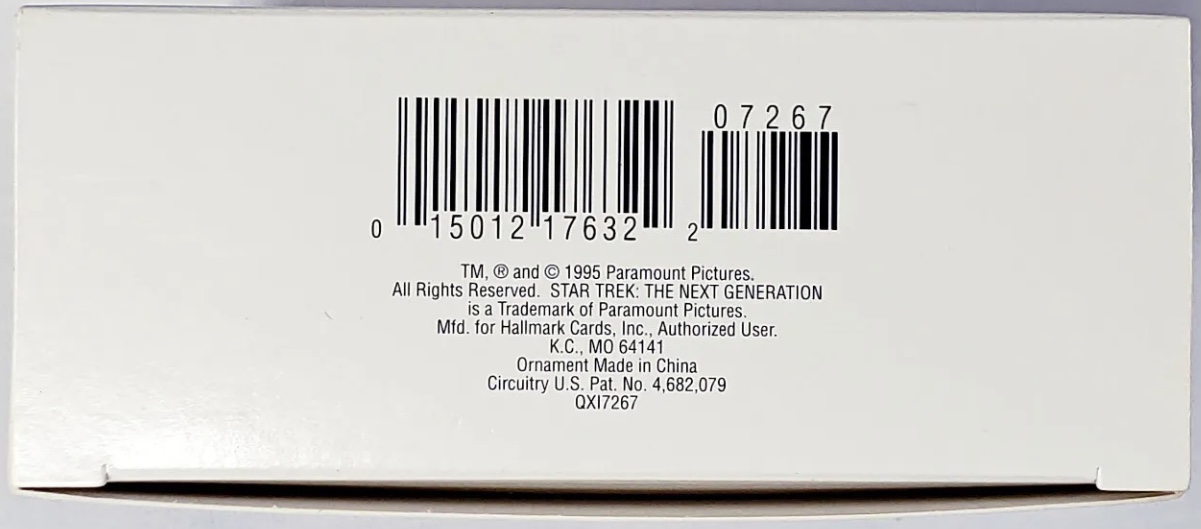 07267
0 15012 17632 2
TM, ® and © 1995 Paramount Pictures.
All Rights Reserved. STAR TREK: THE NEXT GENERATION
is a Trademark of Paramount Pictures.
Mfd. for Hallmark Cards, Inc., Authorized User.
K.C., MO 64141
Ornament Made in China
Circuitry U.S. Pat. No. 4,682,079
QXI7267